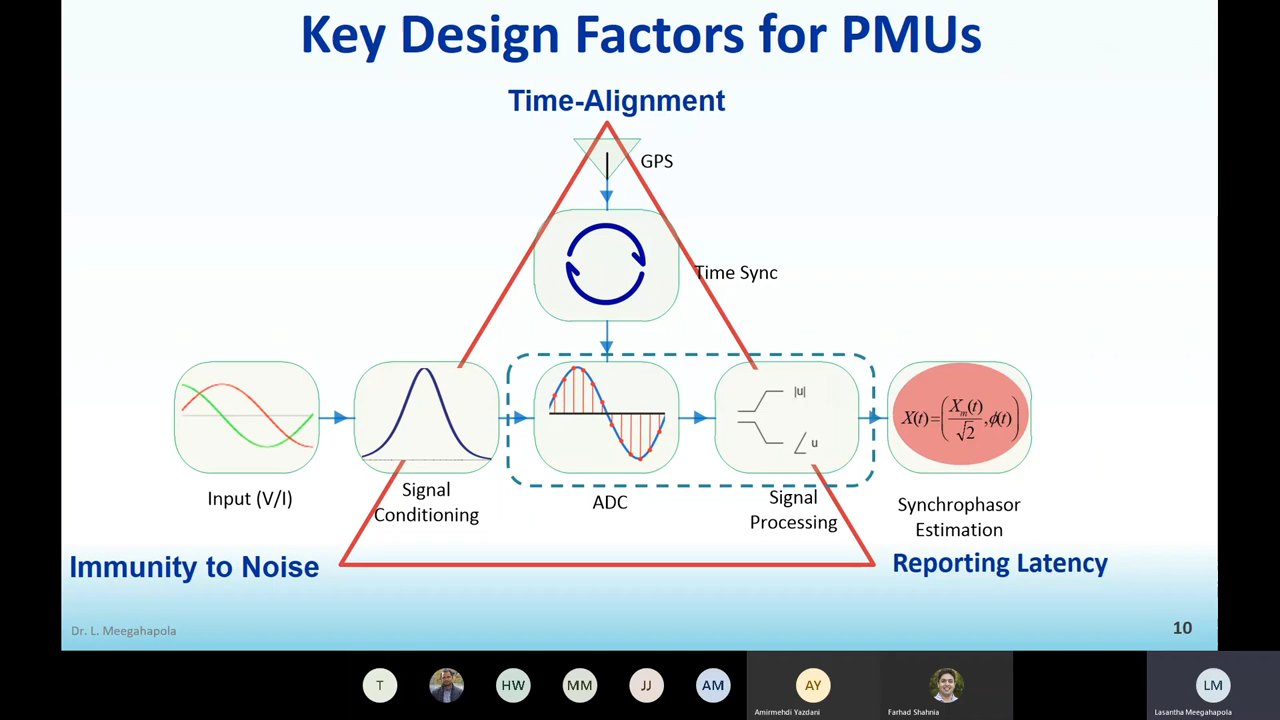 Key Design Factors for PMUs
Time-Alignment
GPS
Time Sync
|u|
∠u
X(t)=(Xm(t)/√2,ϕ(t))
Input (V/I)
Signal
Conditioning
ADC
Signal
Processing
Synchrophasor
Estimation
Immunity to Noise
Reporting Latency
Dr. L. Meegahapola
10
T
HW
MM
JJ
AM
AY
LM
Amirmehdi Yazdani
Farhad Shahnia
Lasantha Meegahapola